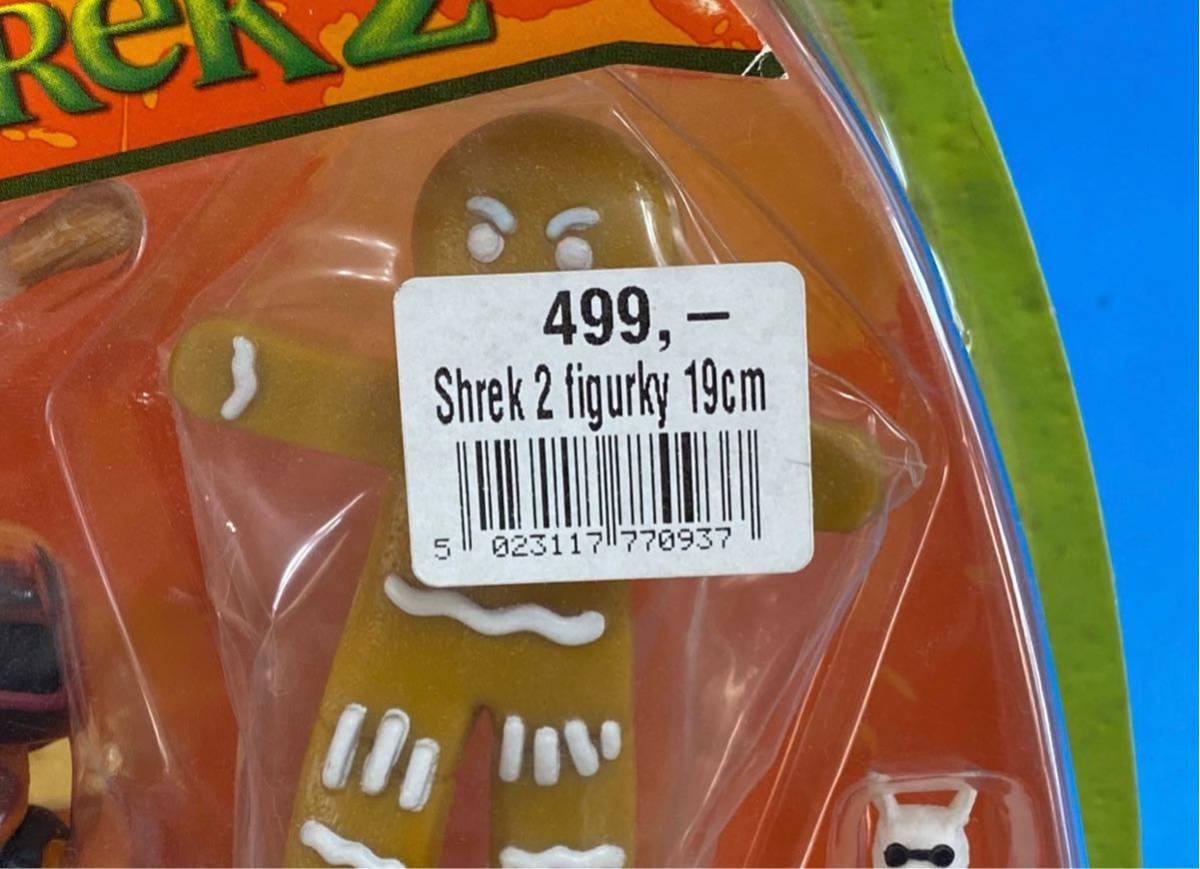 rek 2
499,–
Shrek 2 figurky 19cm
5 023117 770937